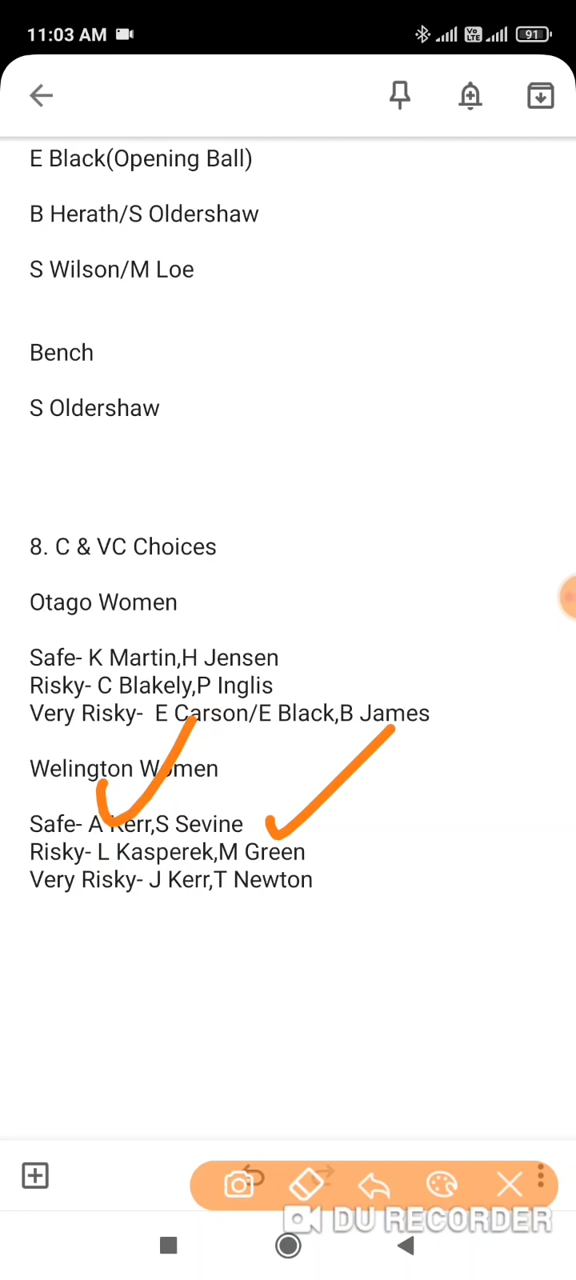 11:03 AM
Vo LTE
91
E Black(Opening Ball)
B Herath/S Oldershaw
S Wilson/M Loe
Bench
S Oldershaw
8. C & VC Choices
Otago Women
Safe- K Martin,H Jensen
Risky- C Blakely,P Inglis
Very Risky-  E Carson/E Black,B James
Welington Women
Safe- A Kerr,S Sevine
Risky- L Kasperek,M Green
Very Risky- J Kerr,T Newton
DU RECORDER